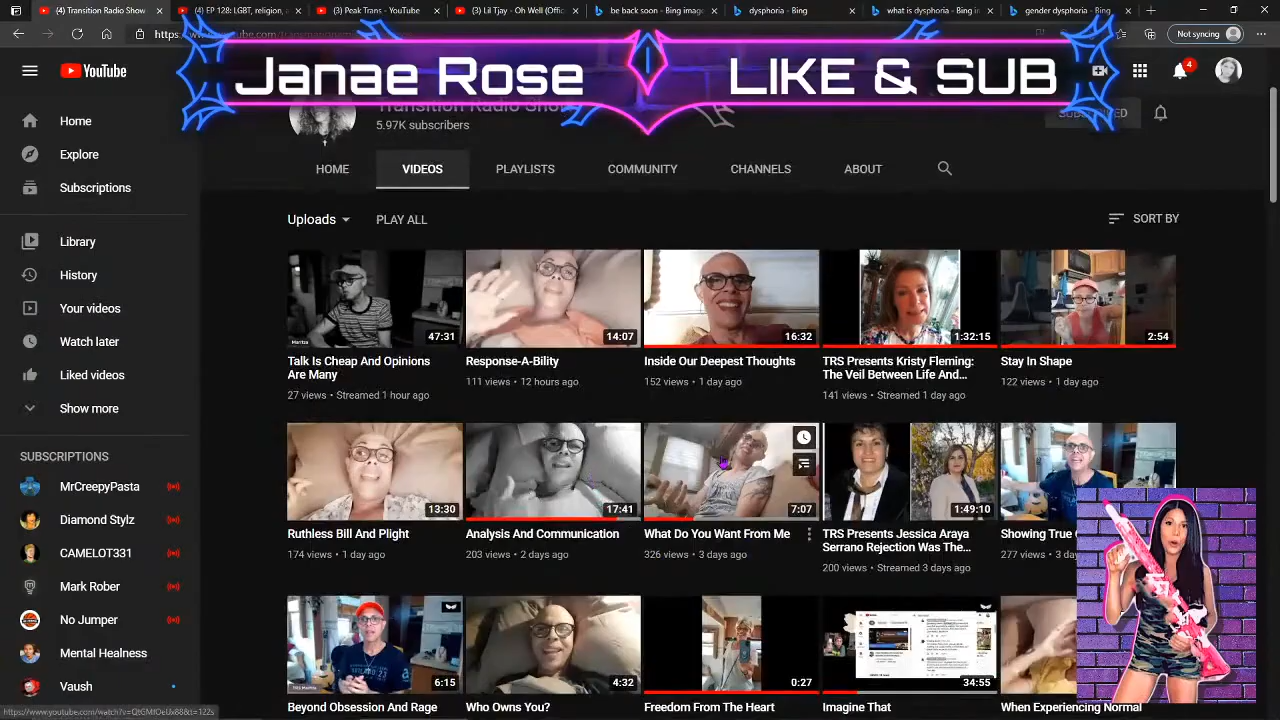 (4) Transition Radio Show
(4) EP 128: LGBT, religion,
(3) Peak Trans - YouTube
(3) Lil Tjay - Oh Well (Offic
be back soon - Bing imag
dysphoria - Bing
what is dysphoria - Bing in
gender dysphoria - Bing
https:
Not syncing
Janae Rose
LIKE & SUB
YouTube
4
Transition Radio Show
5.97K subscribers
SUBSCRIBED
Home
Explore
Subscriptions
Library
History
Your videos
Watch later
Liked videos
Show more
SUBSCRIPTIONS
MrCreepyPasta
Diamond Stylz
CAMELOT331
Mark Rober
No Jumper
Mental Healness
HOME
VIDEOS
PLAYLISTS
COMMUNITY
CHANNELS
ABOUT
Uploads
PLAY ALL
SORT BY
Maritza
47:31
Talk Is Cheap And Opinions
Are Many
27 views • Streamed 1 hour ago
14:07
Response-A-Bility
111 views • 12 hours ago
16:32
Inside Our Deepest Thoughts
152 views • 1 day ago
1:32:15
TRS Presents Kristy Fleming:
The Veil Between Life And...
141 views • Streamed 1 day ago
2:54
Stay In Shape
122 views • 1 day ago
13:30
Ruthless Bill And Plight
174 views • 1 day ago
17:41
Analysis And Communication
203 views • 2 days ago
7:07
What Do You Want From Me
326 views • 3 days ago
1:49:10
TRS Presents Jessica Araya
Serrano Rejection Was The...
200 views • Streamed 3 days ago
Showing True
277 views • 3
6:15
Beyond Obsession And Rage
4:32
Who Owns You?
0:27
Freedom From The Heart
34:55
Imagine That
When Experiencing Normal